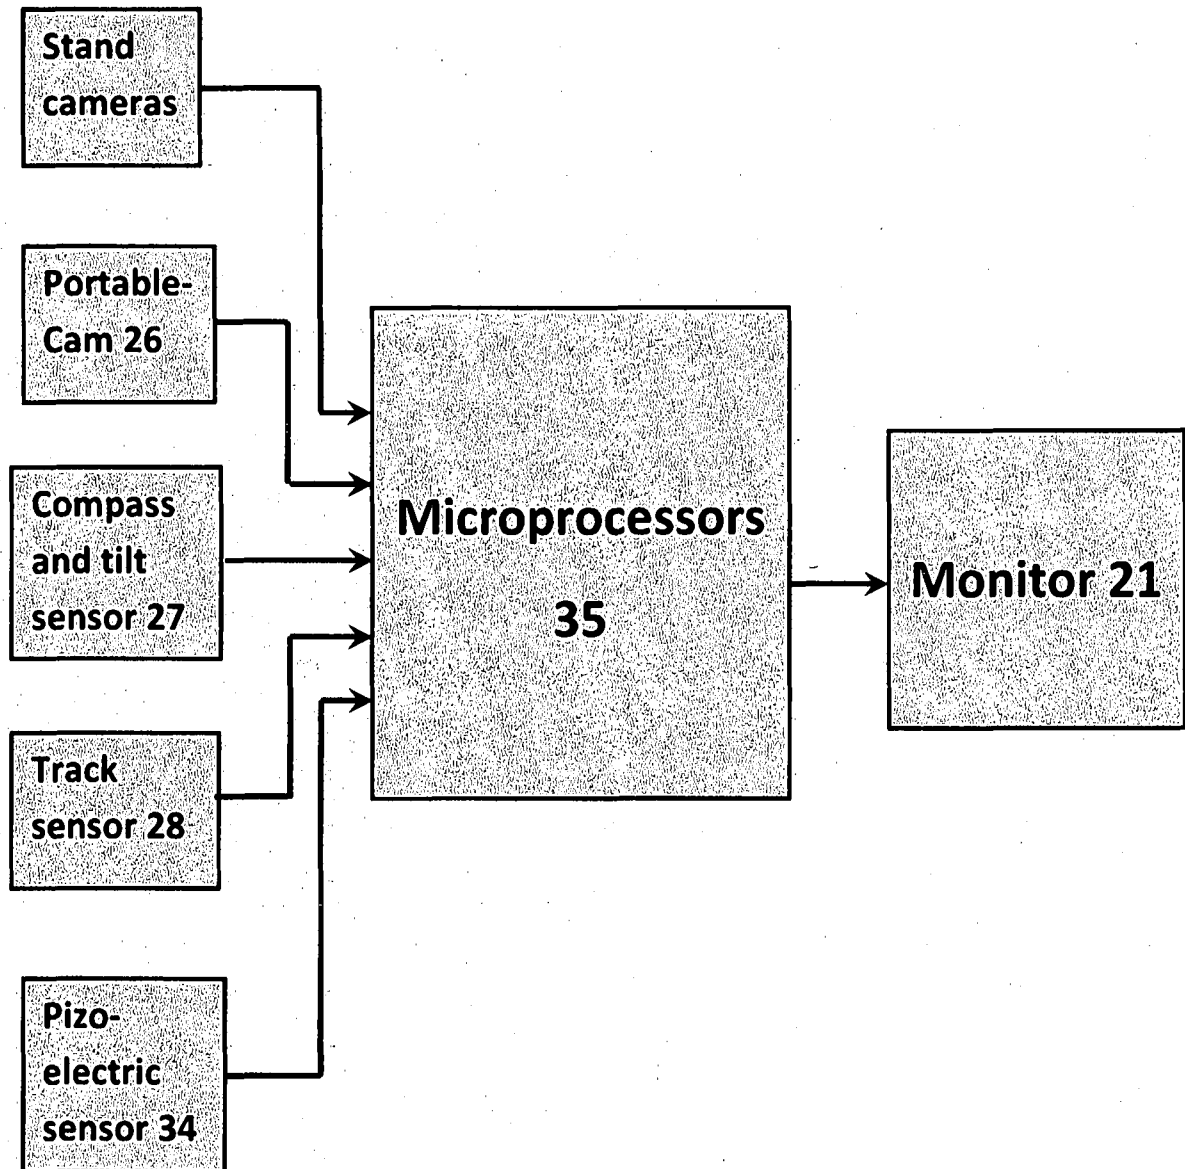 Stand
cameras
Portable-
Cam 26
Compass
and tilt
sensor 27
Track
sensor 28
Pizo-
electric
sensor 34
Microprocessors
35
Monitor 21